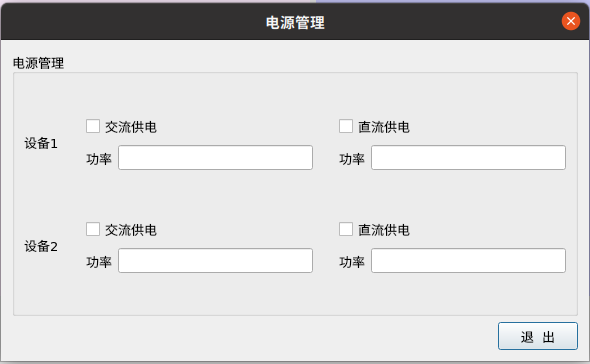 电源管理
电源管理
交流供电 直流供电
设备1
功率 功率
交流供电 直流供电
设备2
功率 功率
退 出